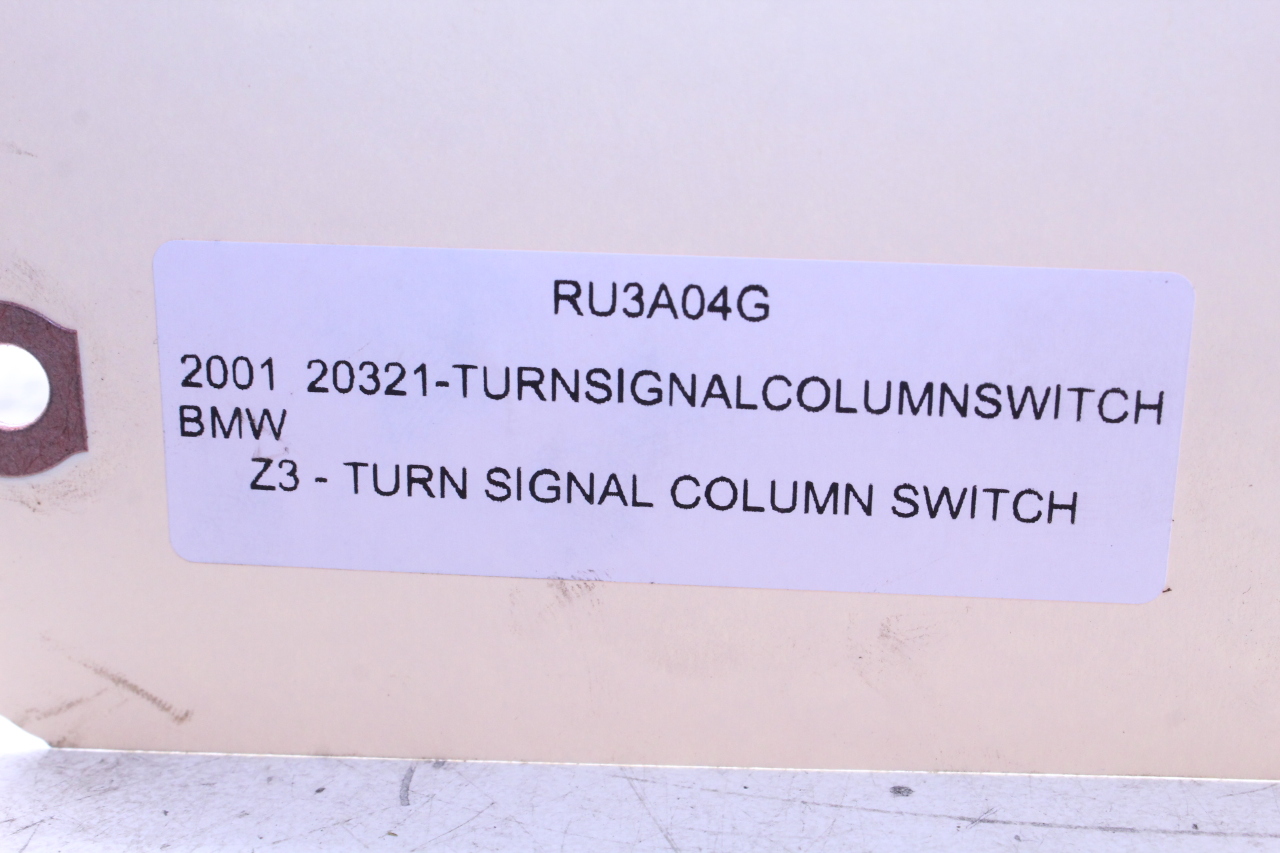 RU3A04G
2001 20321-TURNSIGNALCOLUMNSWITCH
BMW
Z3 - TURN SIGNAL COLUMN SWITCH